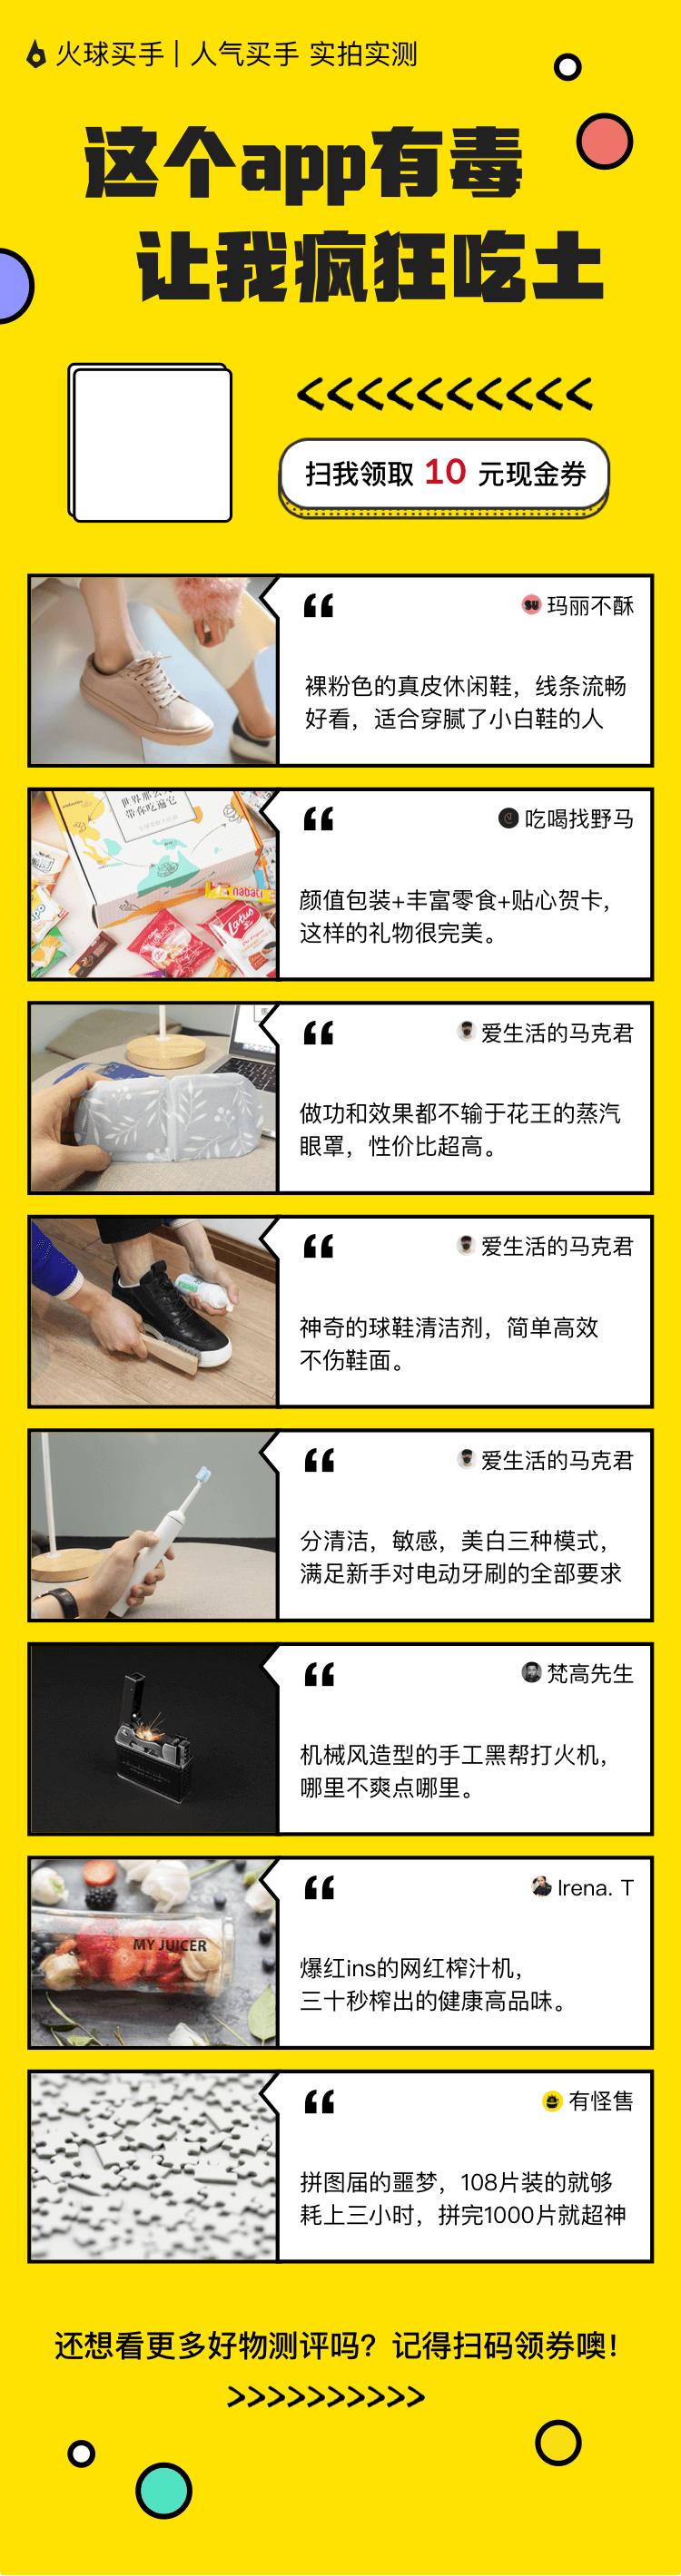 火球买手 | 人气买手 实拍实测
这个app有毒
让我疯狂吃土
扫我领取 10 元现金券
玛丽不酥
裸粉色的真皮休闲鞋，线条流畅
好看，适合穿腻了小白鞋的人
世界那么大
带你吃遍它
nabati
Lotus
吃喝找野马
颜值包装+丰富零食+贴心贺卡，
这样的礼物很完美。
爱生活的马克君
做功和效果都不输于花王的蒸汽
眼罩，性价比超高。
爱生活的马克君
神奇的球鞋清洁剂，简单高效
不伤鞋面。
爱生活的马克君
分清洁，敏感，美白三种模式，
满足新手对电动牙刷的全部要求
梵高先生
机械风造型的手工黑帮打火机，
哪里不爽点哪里。
MY JUICER
Irena. T
爆红ins的网红榨汁机，
三十秒榨出的健康高品味。
有怪售
拼图届的噩梦，108片装的就够
耗上三小时，拼完1000片就超神
还想看更多好物测评吗？记得扫码领券噢！